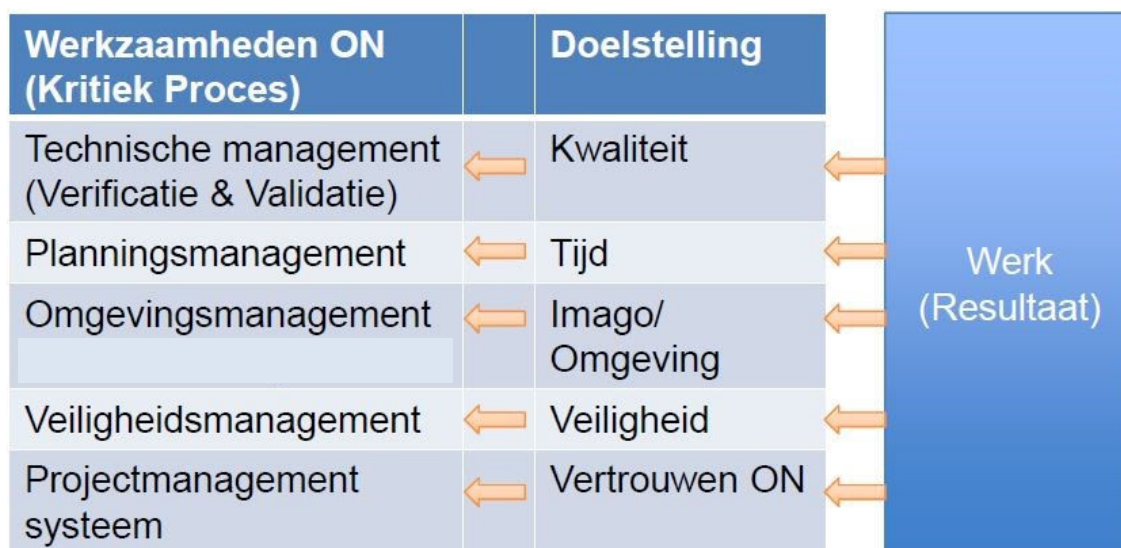 Werkzaamheden ON
(Kritiek Proces)
Doelstelling
Technische management
(Verificatie & Validatie)
Kwaliteit
Planningsmanagement
Tijd
Omgevingsmanagement
Imago/
Omgeving
Veiligheidsmanagement
Veiligheid
Projectmanagement
systeem
Vertrouwen ON
Werk
(Resultaat)